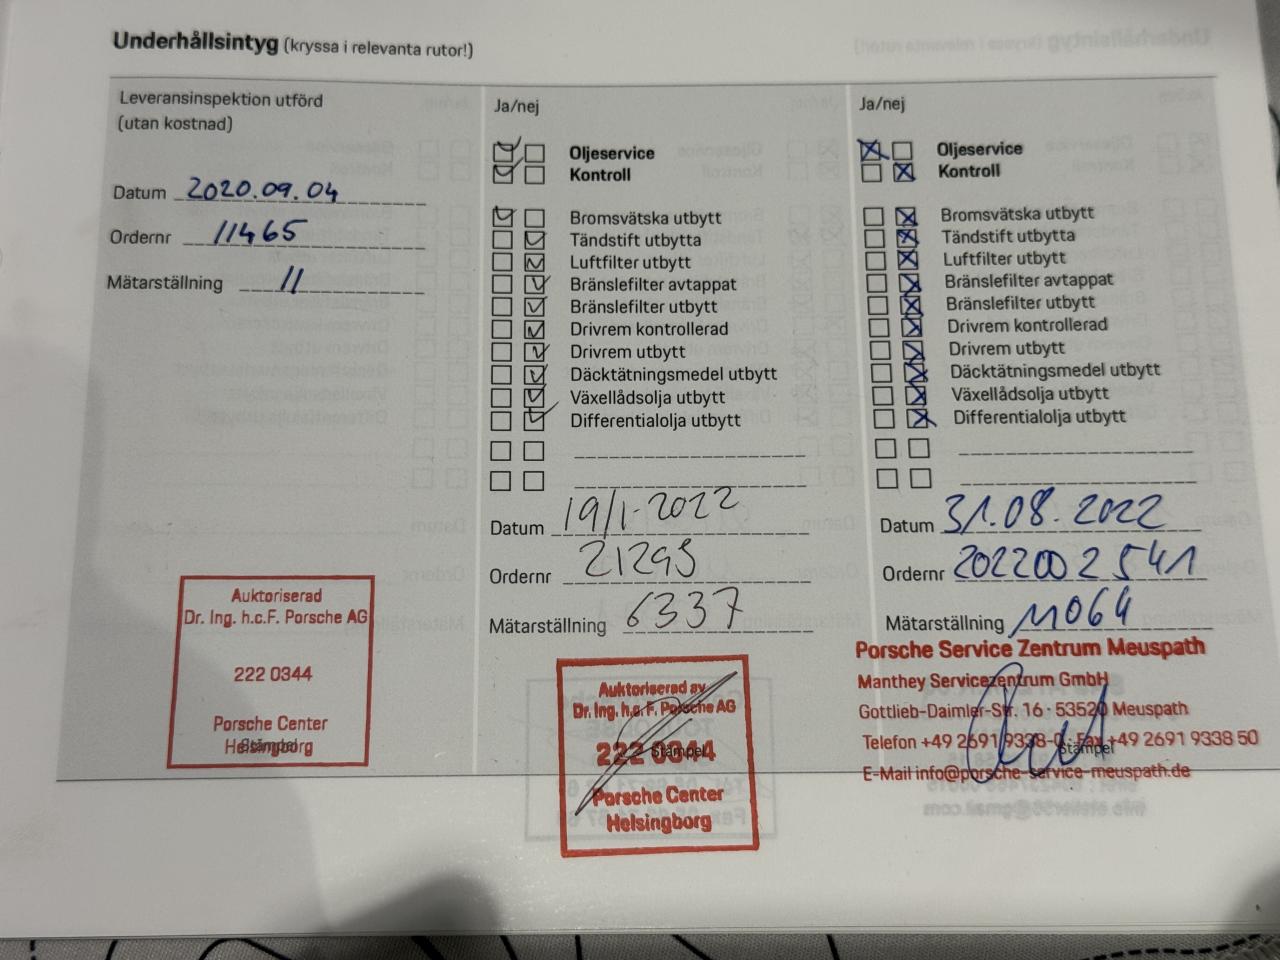 Underhållsintyg (kryssa i relevanta rutor!)
Leveransinspektion utförd
(utan kostnad)
Datum 2020.09.04
Ordernr 11465
Mätarställning 11
Auktoriserad
Dr. Ing. h.c.F. Porsche AG
222 0344
Porsche Center
Helsingborg
Stämpel
Ja/nej
Oljeservice
Kontroll
Bromsvätska utbytt
Tändstift utbytta
Luftfilter utbytt
Bränslefilter avtappat
Bränslefilter utbytt
Drivrem kontrollerad
Drivrem utbytt
Däcktätningsmedel utbytt
Växellådsolja utbytt
Differentialolja utbytt
Datum 19/1-2022
Ordernr 21295
Mätarställning 6337
Auktoriserad av
Dr. Ing. h.c. F. Porsche AG
222 0344
Stämpel
Porsche Center
Helsingborg
Ja/nej
Oljeservice
Kontroll
Bromsvätska utbytt
Tändstift utbytta
Luftfilter utbytt
Bränslefilter avtappat
Bränslefilter utbytt
Drivrem kontrollerad
Drivrem utbytt
Däcktätningsmedel utbytt
Växellådsolja utbytt
Differentialolja utbytt
Datum 31.08.2022
Ordernr 202200 2541
Mätarställning 11064
Porsche Service Zentrum Meuspath
Manthey Servicezentrum GmbH
Gottlieb-Daimler-Str. 16 · 53520 Meuspath
Telefon +49 2691 9338-0 · Fax +49 2691 9338 50
Stämpel
E-Mail info@porsche-service-meuspath.de